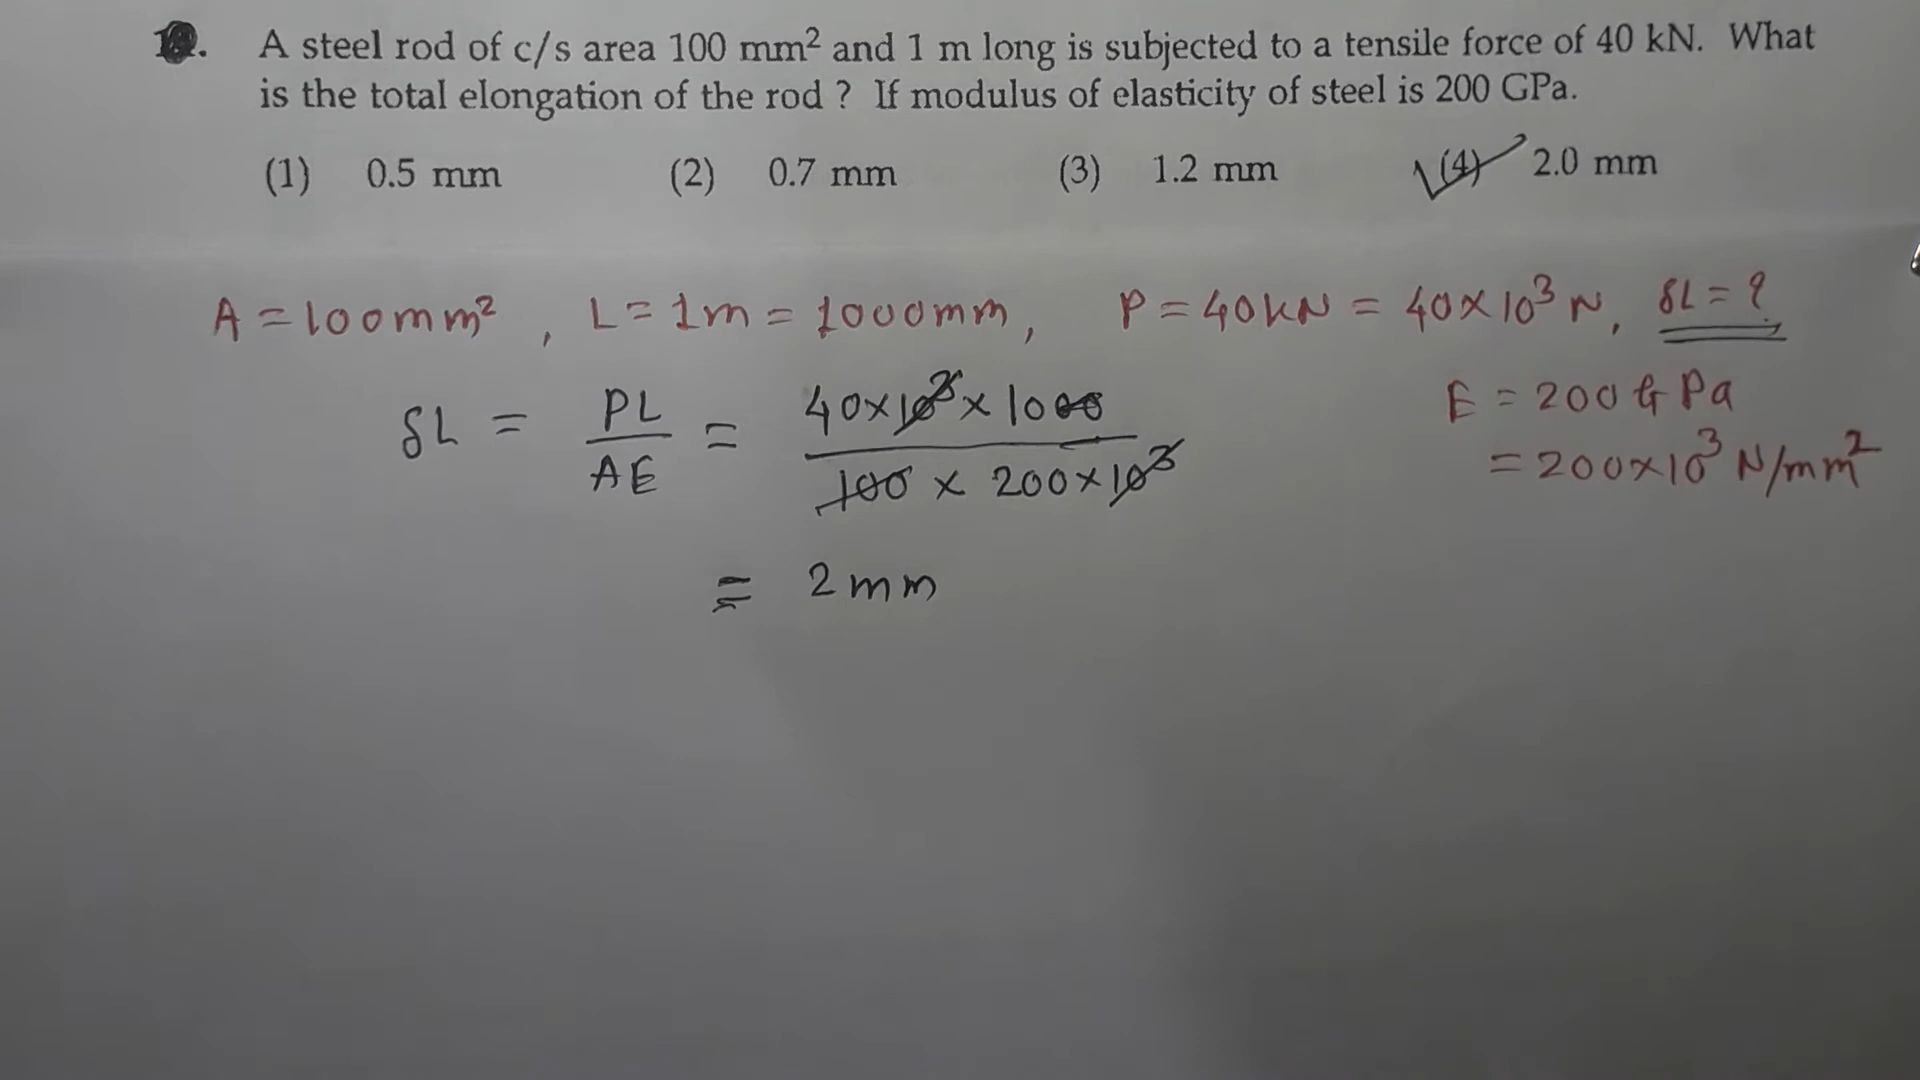 A steel rod of c/s area 100 mm² and 1 m long is subjected to a tensile force of 40 kN. What
is the total elongation of the rod ? If modulus of elasticity of steel is 200 GPa.
(1) 0.5 mm (2) 0.7 mm (3) 1.2 mm (4) 2.0 mm
A = 100mm² , L = 1m = 1000mm, P = 40kN = 40×10³ N, δL = ?
E = 200 GPa
= 200×10³ N/mm²
δL = PL/AE = 40×10³×1000 / 100 × 200×10³
= 2mm